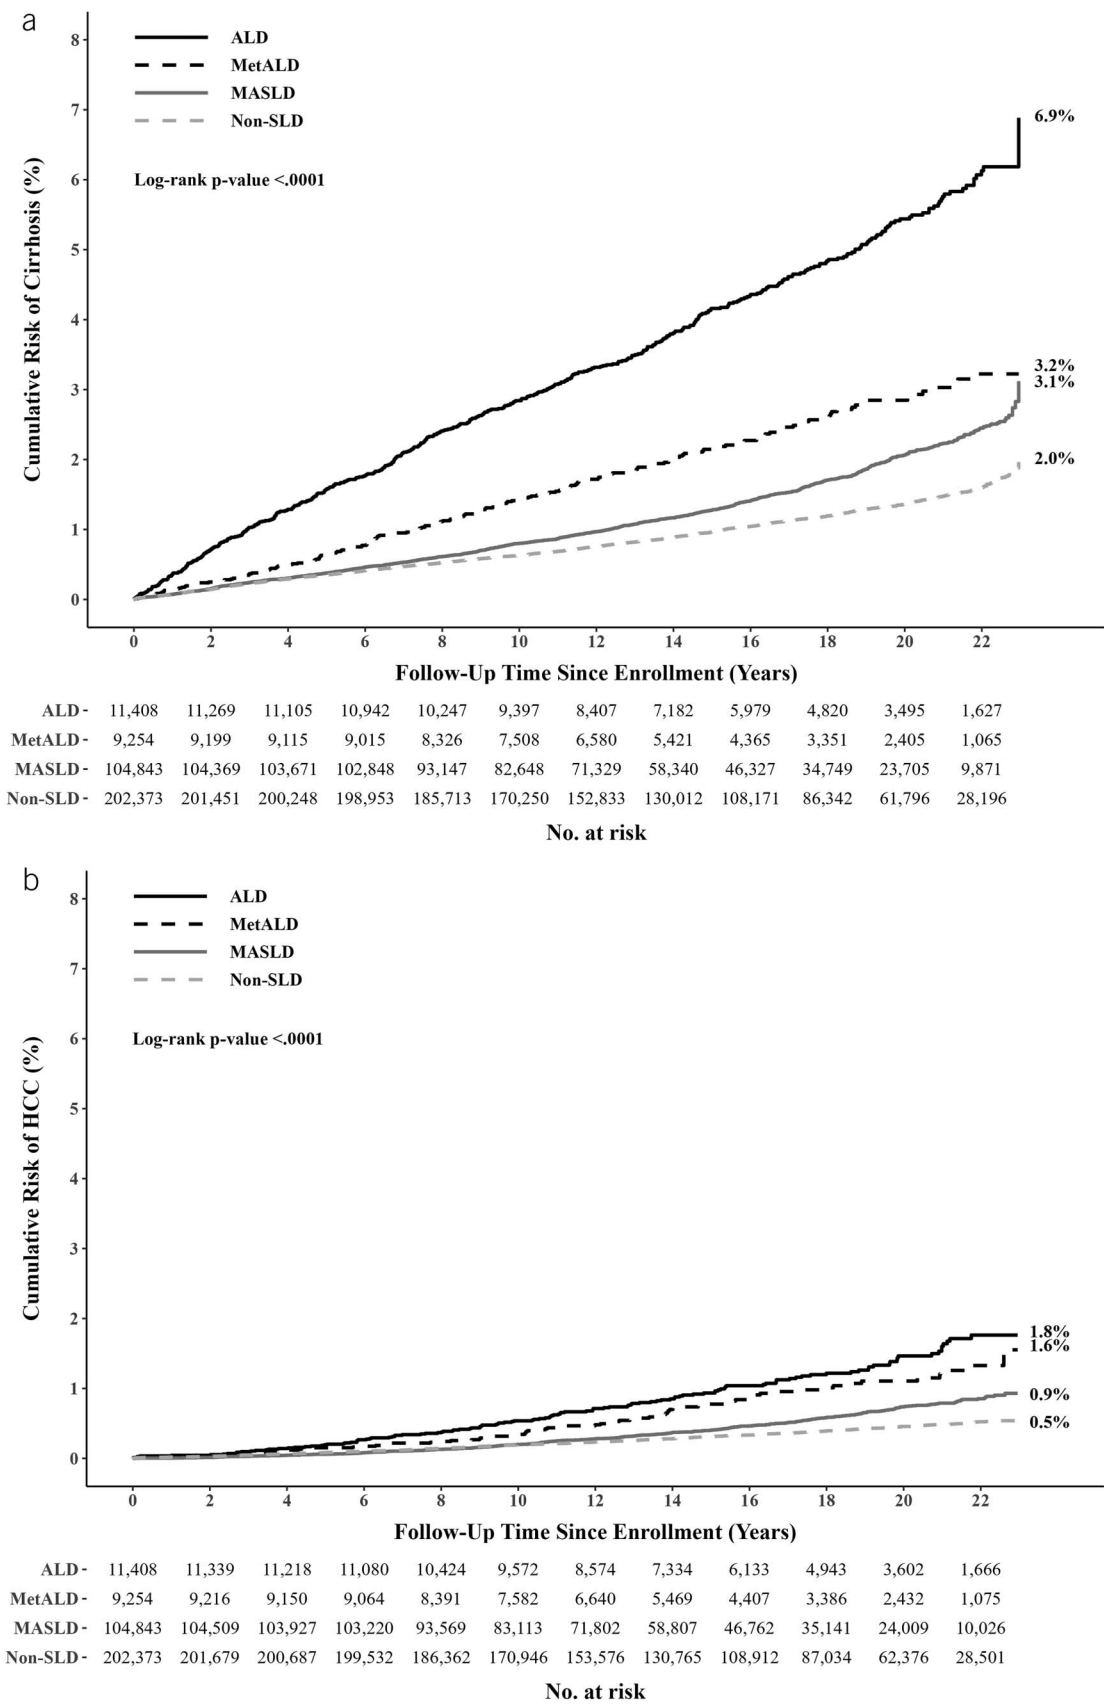 a
8
7
6
5
4
3
2
1
0
Cumulative Risk of Cirrhosis (%)
ALD
MetALD
MASLD
Non-SLD
Log-rank p-value <.0001
6.9%
3.2%
3.1%
2.0%
0 2 4 6 8 10 12 14 16 18 20 22
Follow-Up Time Since Enrollment (Years)
ALD- 11,408 11,269 11,105 10,942 10,247 9,397 8,407 7,182 5,979 4,820 3,495 1,627
MetALD- 9,254 9,199 9,115 9,015 8,326 7,508 6,580 5,421 4,365 3,351 2,405 1,065
MASLD- 104,843 104,369 103,671 102,848 93,147 82,648 71,329 58,340 46,327 34,749 23,705 9,871
Non-SLD- 202,373 201,451 200,248 198,953 185,713 170,250 152,833 130,012 108,171 86,342 61,796 28,196
No. at risk
b
8
7
6
5
4
3
2
1
0
Cumulative Risk of HCC (%)
ALD
MetALD
MASLD
Non-SLD
Log-rank p-value <.0001
1.8%
1.6%
0.9%
0.5%
0 2 4 6 8 10 12 14 16 18 20 22
Follow-Up Time Since Enrollment (Years)
ALD- 11,408 11,339 11,218 11,080 10,424 9,572 8,574 7,334 6,133 4,943 3,602 1,666
MetALD- 9,254 9,216 9,150 9,064 8,391 7,582 6,640 5,469 4,407 3,386 2,432 1,075
MASLD- 104,843 104,509 103,927 103,220 93,569 83,113 71,802 58,807 46,762 35,141 24,009 10,026
Non-SLD- 202,373 201,679 200,687 199,532 186,362 170,946 153,576 130,765 108,912 87,034 62,376 28,501
No. at risk